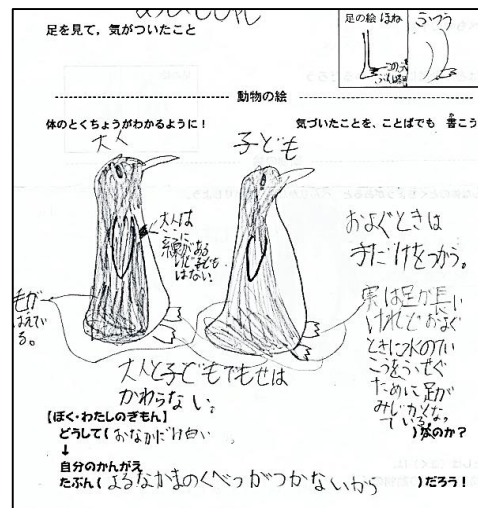 足を見て，気がついたこと
足の絵 ほね
ふつう
動物の絵
体のとくちょうがわかるように！
気づいたことを、ことばでも　書こう
大人
子ども
大人は
ここに
線がある
けど子ども
はない。
毛が
はえてい
る。
およぐときは
手だけをつかう。
実は足が長い
けれどおよぐ
ときに水のてい
こうをふせぐ
ために足が
みじかくな
ている。
大人と子どもでもせは
かわらない。
【ぼく・わたしのぎもん】
どうして( おなかだけ白い )なのか？
↓
自分のかんがえ
たぶん( よるなかまのくべつがつかないから )だろう！